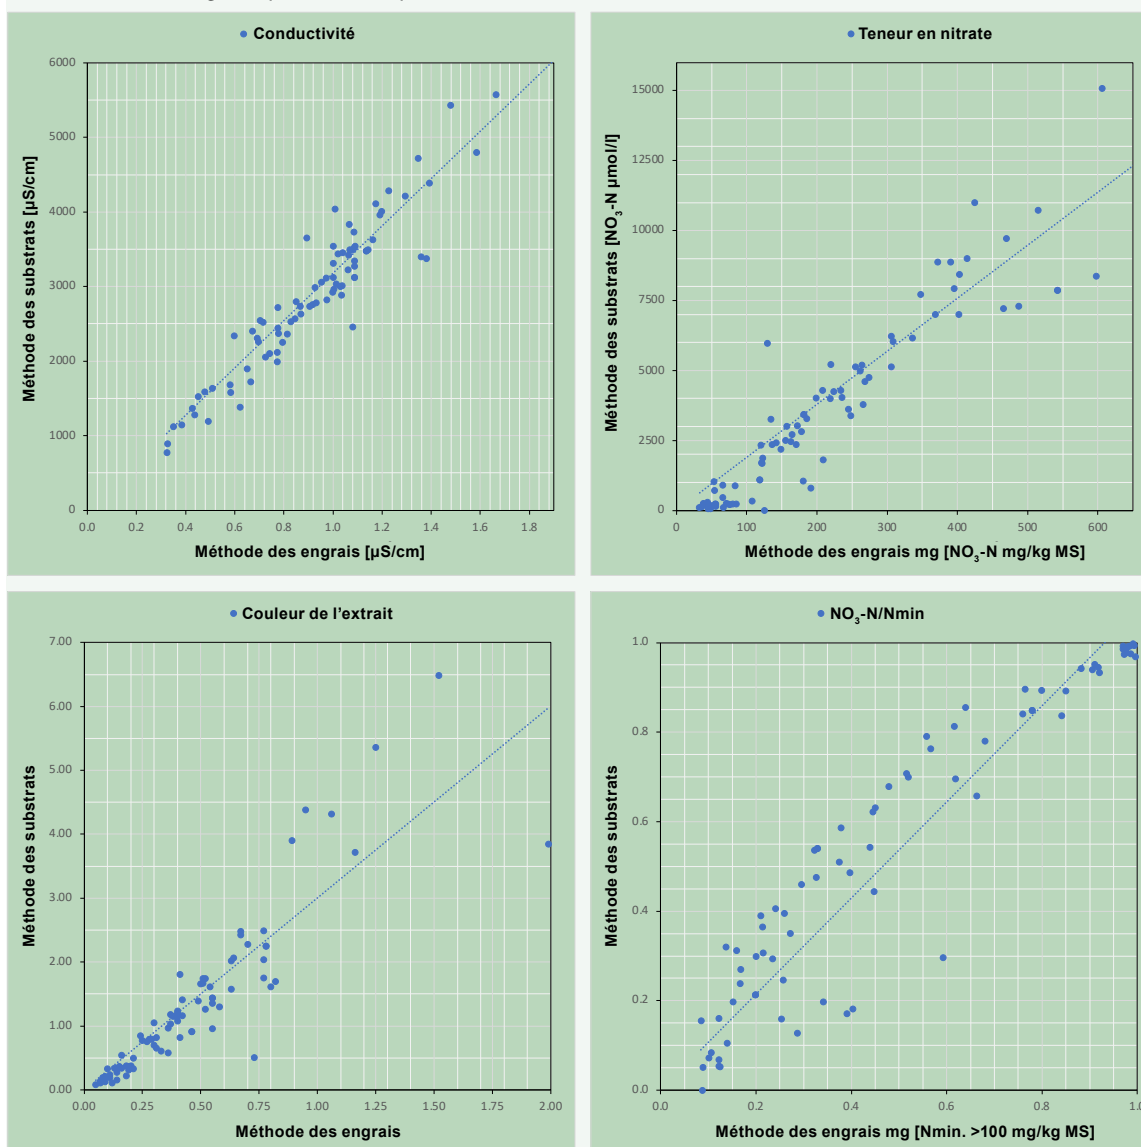 Conductivité
6000
5000
4000
3000
2000
1000
0
0.0 0.2 0.4 0.6 0.8 1.0 1.2 1.4 1.6 1.8
Méthode des substrats [µS/cm]
Méthode des engrais [µS/cm]
Teneur en nitrate
15000
12500
10000
7500
5000
2500
0
0 100 200 300 400 500 600
Méthode des substrats [NO₃-N µmol/l]
Méthode des engrais mg [NO₃-N mg/kg MS]
Couleur de l’extrait
7.00
6.00
5.00
4.00
3.00
2.00
1.00
0.00
0.00 0.25 0.50 0.75 1.00 1.25 1.50 1.75 2.00
Méthode des substrats
Méthode des engrais
NO₃-N/Nmin
1.0
0.8
0.6
0.4
0.2
0.0
0.0 0.2 0.4 0.6 0.8 1.0
Méthode des substrats
Méthode des engrais mg [Nmin. >100 mg/kg MS]